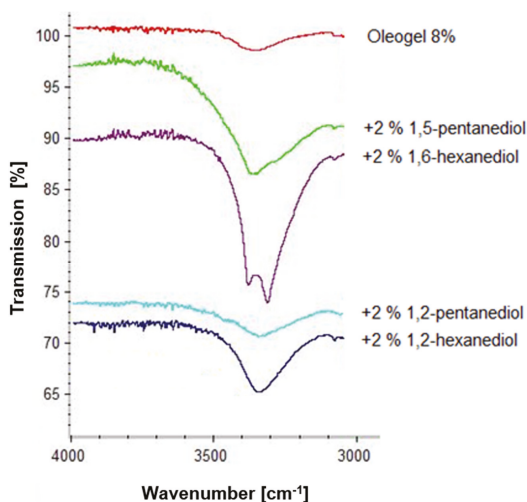 100
95
90
85
80
75
70
65
Transmission [%]
4000
3500
3000
Wavenumber [cm⁻¹]
Oleogel 8%
+2 % 1,5-pentanediol
+2 % 1,6-hexanediol
+2 % 1,2-pentanediol
+2 % 1,2-hexanediol